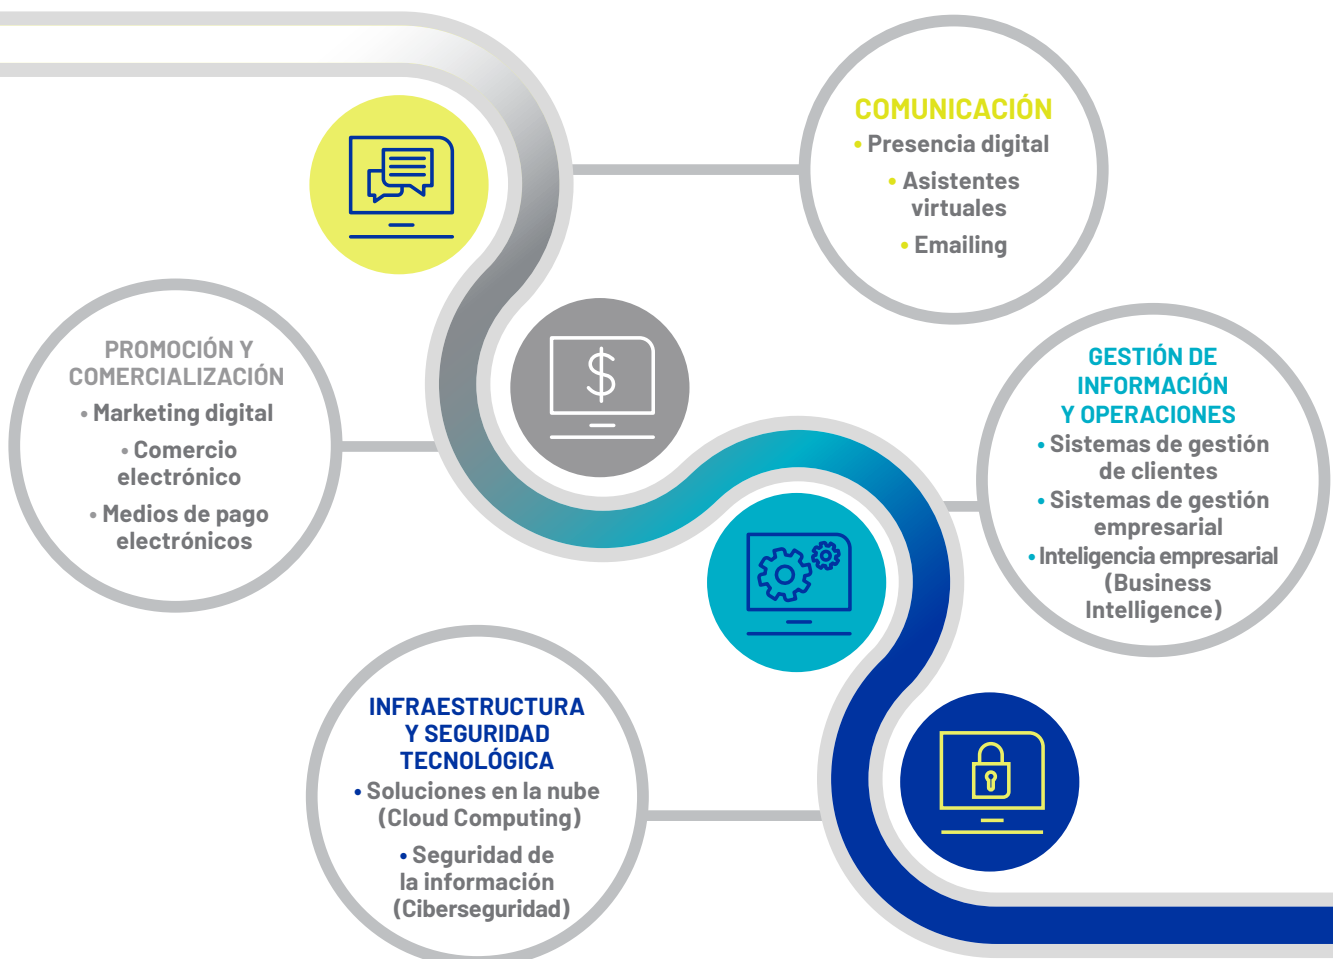 COMUNICACIÓN
• Presencia digital
• Asistentes
virtuales
• Emailing
PROMOCIÓN Y
COMERCIALIZACIÓN
• Marketing digital
• Comercio
electrónico
• Medios de pago
electrónicos
$
GESTIÓN DE
INFORMACIÓN
Y OPERACIONES
• Sistemas de gestión
de clientes
• Sistemas de gestión
empresarial
• Inteligencia empresarial
(Business
Intelligence)
INFRAESTRUCTURA
Y SEGURIDAD
TECNOLÓGICA
• Soluciones en la nube
(Cloud Computing)
• Seguridad de
la información
(Ciberseguridad)